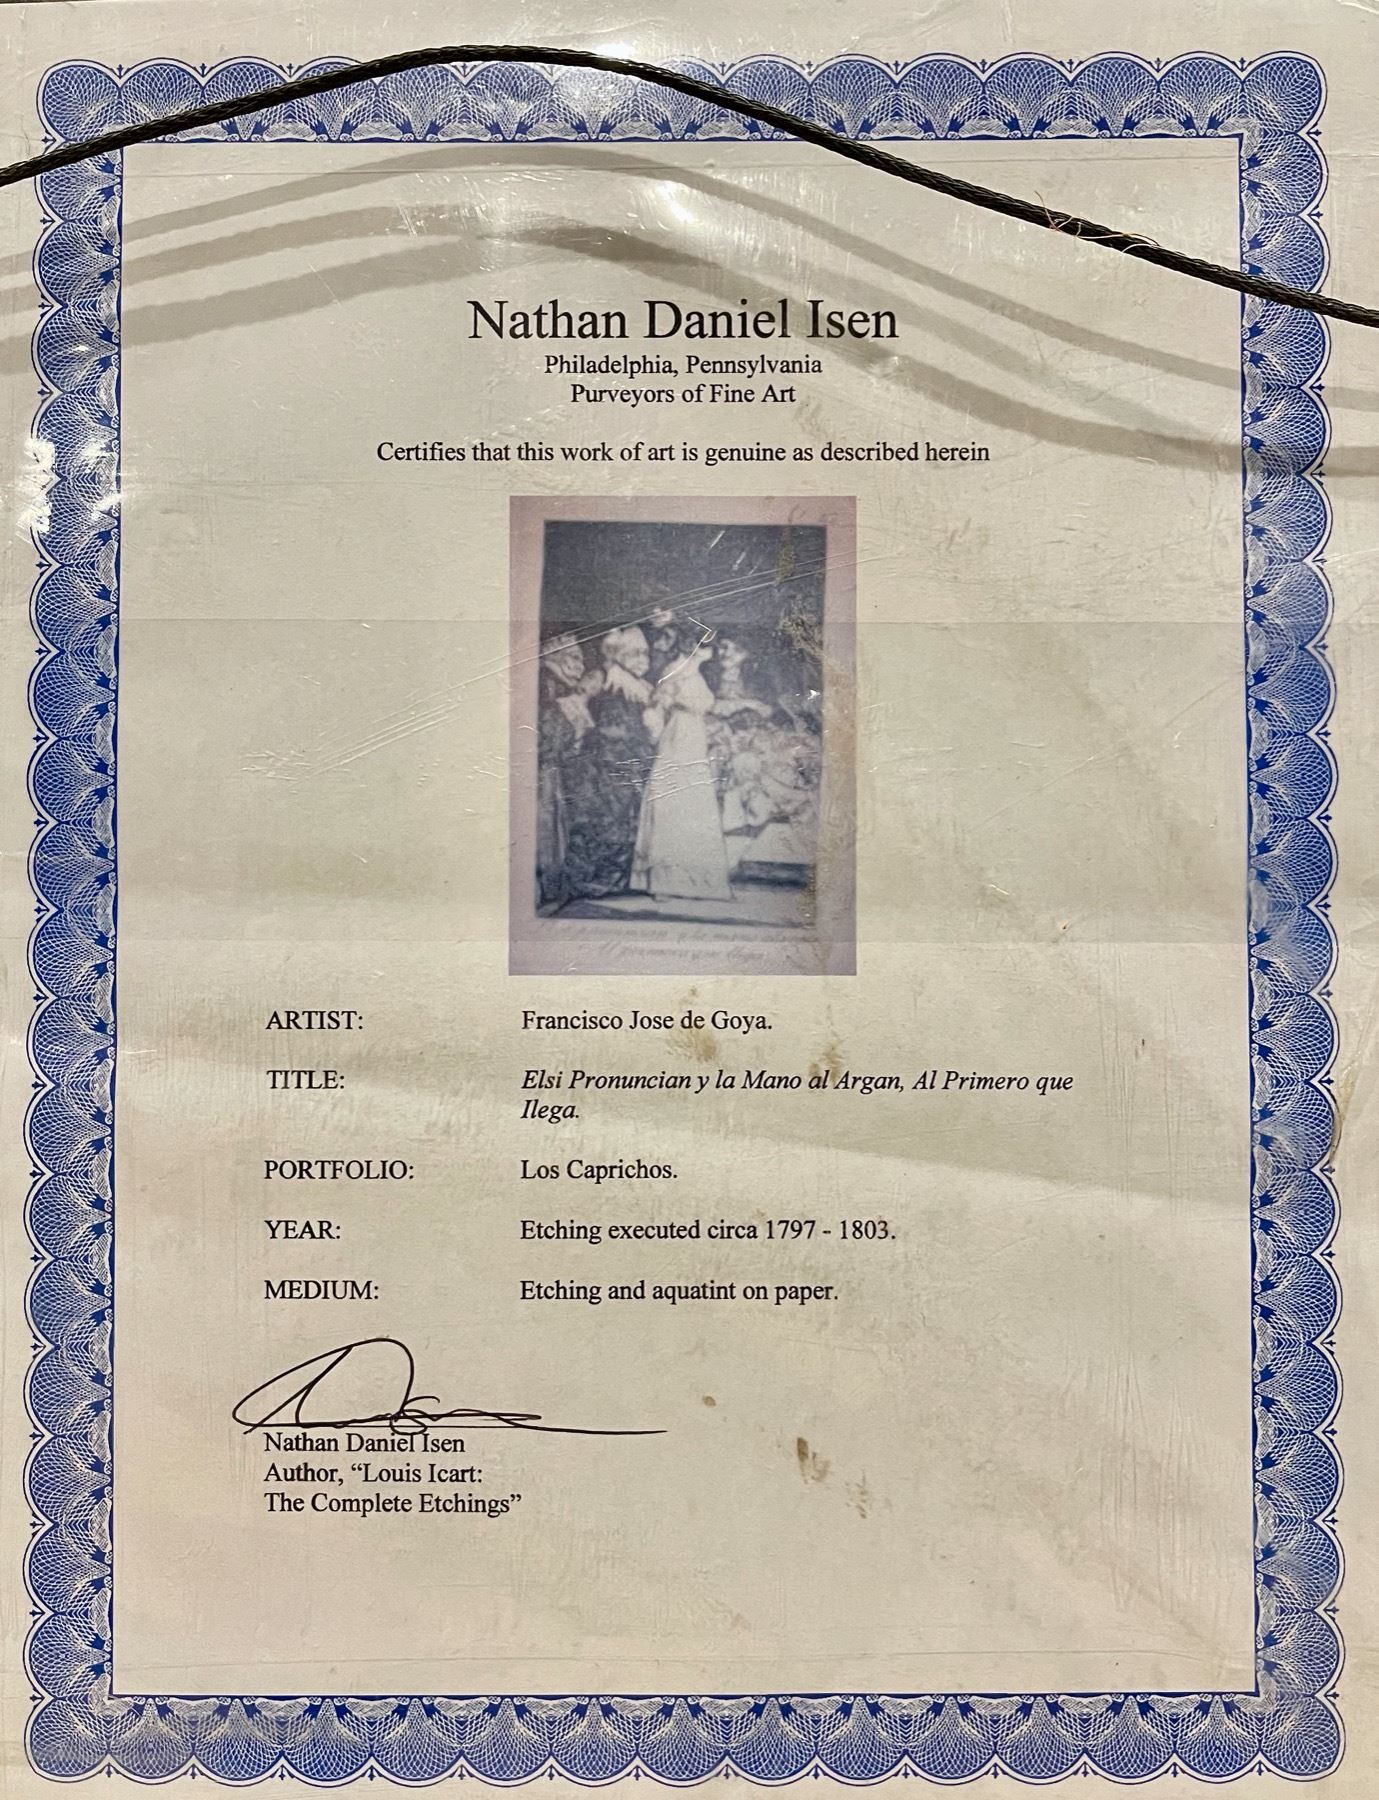 Nathan Daniel Isen
Philadelphia, Pennsylvania
Purveyors of Fine Art
Certifies that this work of art is genuine as described herein
ARTIST: Francisco Jose de Goya.
TITLE: Elsi Pronuncian y la Mano al Argan, Al Primero que
Ilega.
PORTFOLIO: Los Caprichos.
YEAR: Etching executed circa 1797 - 1803.
MEDIUM: Etching and aquatint on paper.
Nathan Daniel Isen
Author, “Louis Icart:
The Complete Etchings”